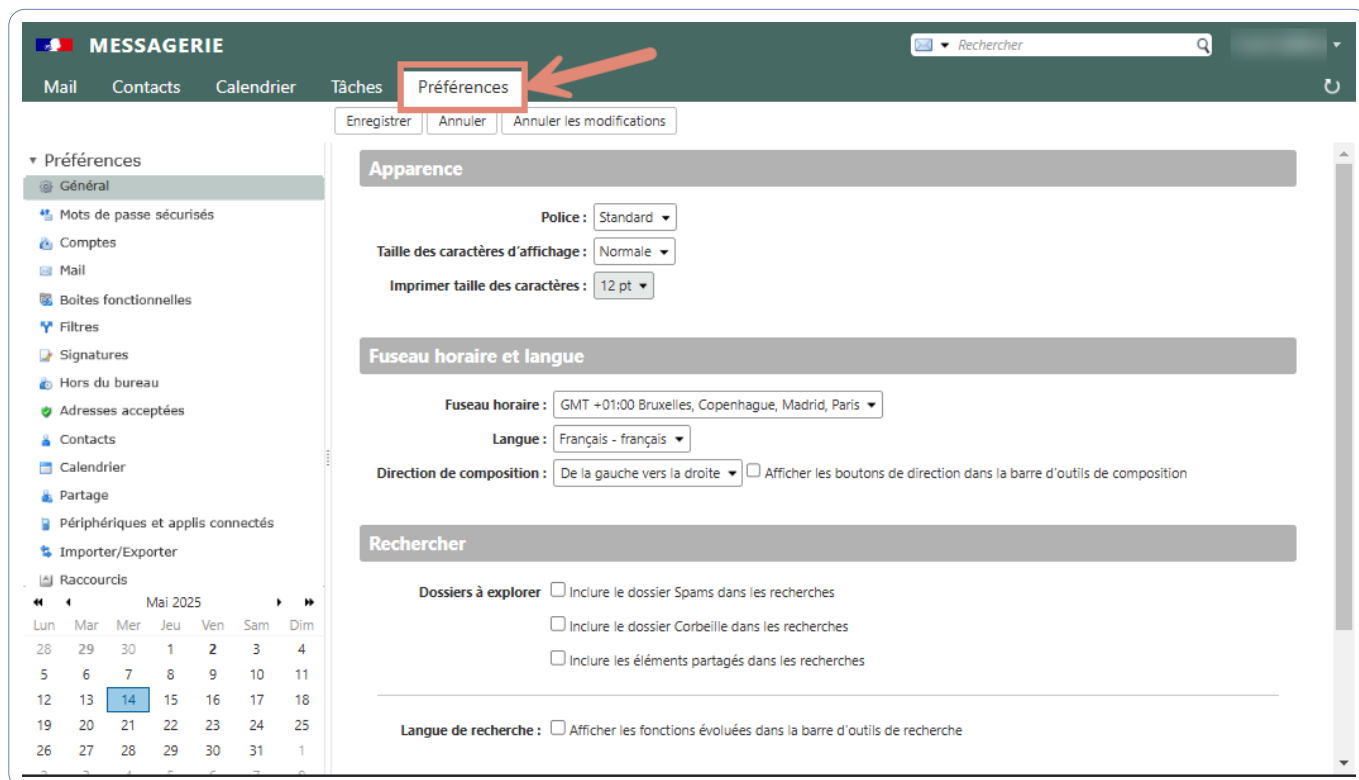 MESSAGERIE
Rechercher
Mail Contacts Calendrier Tâches Préférences
Enregistrer Annuler Annuler les modifications
Préférences
Général
Mots de passe sécurisés
Comptes
Mail
Boites fonctionnelles
Filtres
Signatures
Hors du bureau
Adresses acceptées
Contacts
Calendrier
Partage
Périphériques et applis connectés
Importer/Exporter
Raccourcis
Mai 2025
Lun Mar Mer Jeu Ven Sam Dim
28 29 30 1 2 3 4
5 6 7 8 9 10 11
12 13 14 15 16 17 18
19 20 21 22 23 24 25
26 27 28 29 30 31 1
Apparence
Police : Standard
Taille des caractères d'affichage : Normale
Imprimer taille des caractères : 12 pt
Fuseau horaire et langue
Fuseau horaire : GMT +01:00 Bruxelles, Copenhague, Madrid, Paris
Langue : Français - français
Direction de composition : De la gauche vers la droite Afficher les boutons de direction dans la barre d'outils de composition
Rechercher
Dossiers à explorer Inclure le dossier Spams dans les recherches
Inclure le dossier Corbeille dans les recherches
Inclure les éléments partagés dans les recherches
Langue de recherche : Afficher les fonctions évoluées dans la barre d'outils de recherche